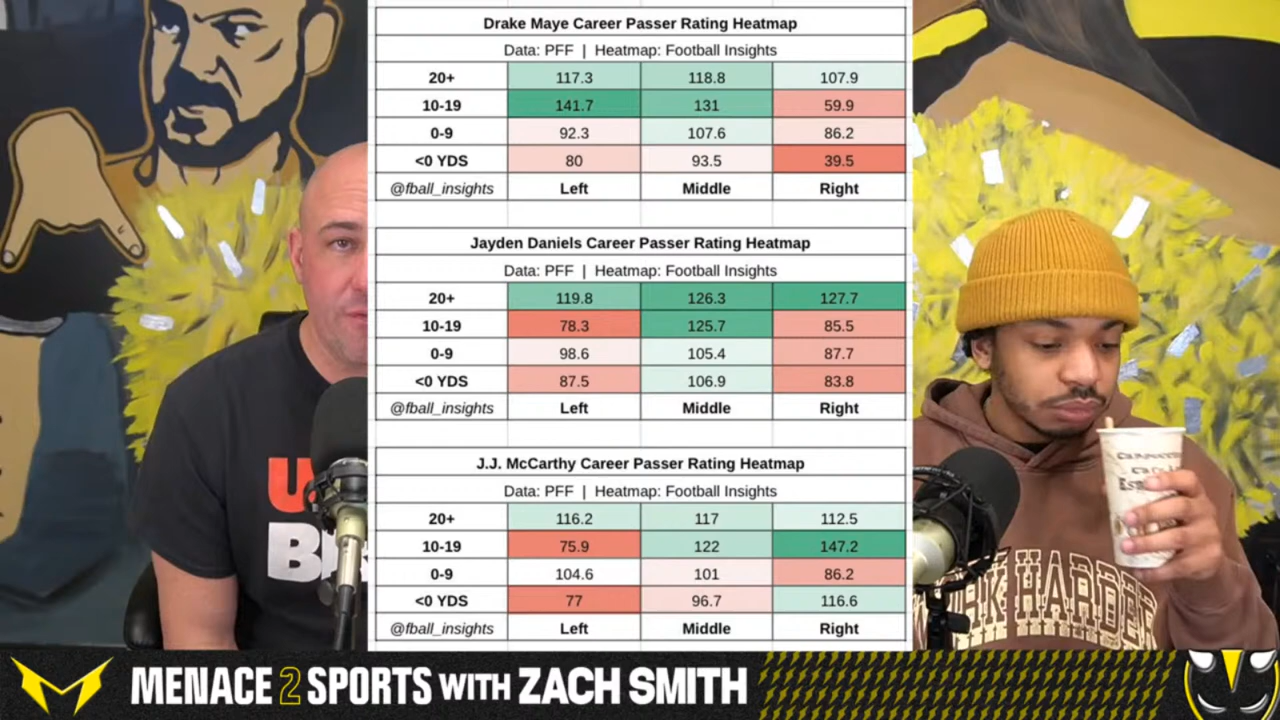 Drake Maye Career Passer Rating Heatmap
Data: PFF | Heatmap: Football Insights
20+ 117.3 118.8 107.9
10-19 141.7 131 59.9
0-9 92.3 107.6 86.2
<0 YDS 80 93.5 39.5
@fball_insights Left Middle Right
Jayden Daniels Career Passer Rating Heatmap
Data: PFF | Heatmap: Football Insights
20+ 119.8 126.3 127.7
10-19 78.3 125.7 85.5
0-9 98.6 105.4 87.7
<0 YDS 87.5 106.9 83.8
@fball_insights Left Middle Right
J.J. McCarthy Career Passer Rating Heatmap
Data: PFF | Heatmap: Football Insights
20+ 116.2 117 112.5
10-19 75.9 122 147.2
0-9 104.6 101 86.2
<0 YDS 77 96.7 116.6
@fball_insights Left Middle Right
HARDER
MENACE 2 SPORTS WITH ZACH SMITH